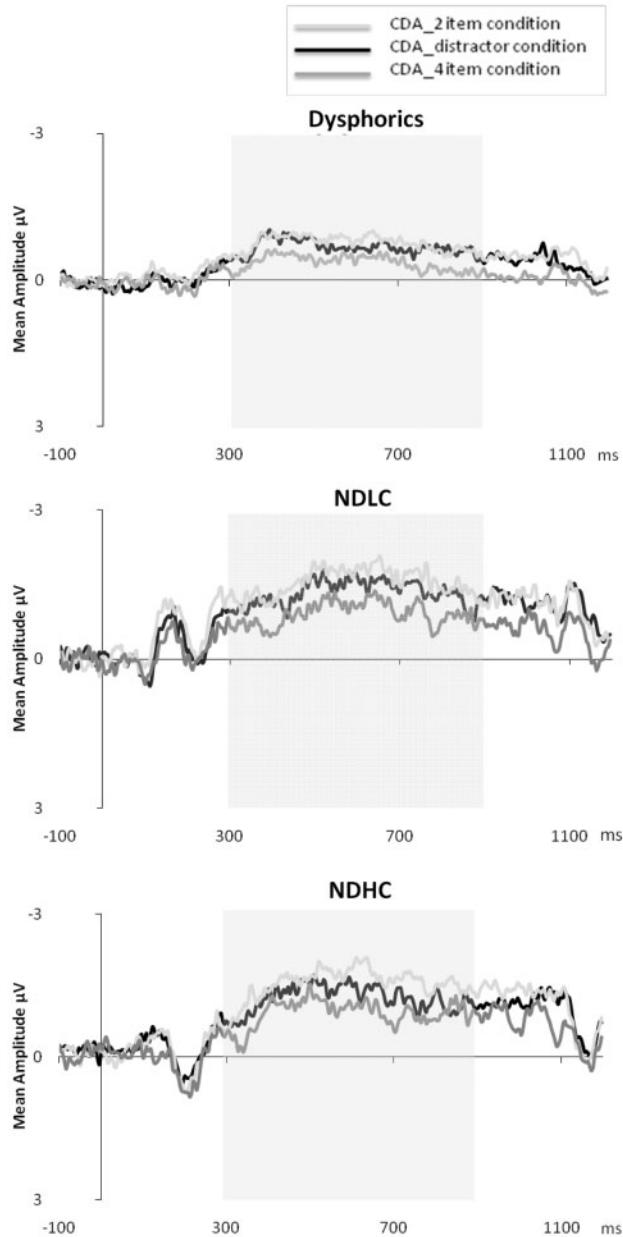 CDA_2 item condition
CDA_distractor condition
CDA_4 item condition
Dysphorics
-3
0
3
Mean Amplitude µV
-100 300 700 1100 ms
NDLC
-3
0
3
Mean Amplitude µV
-100 300 700 1100 ms
NDHC
-3
0
3
Mean Amplitude µV
-100 300 700 1100 ms